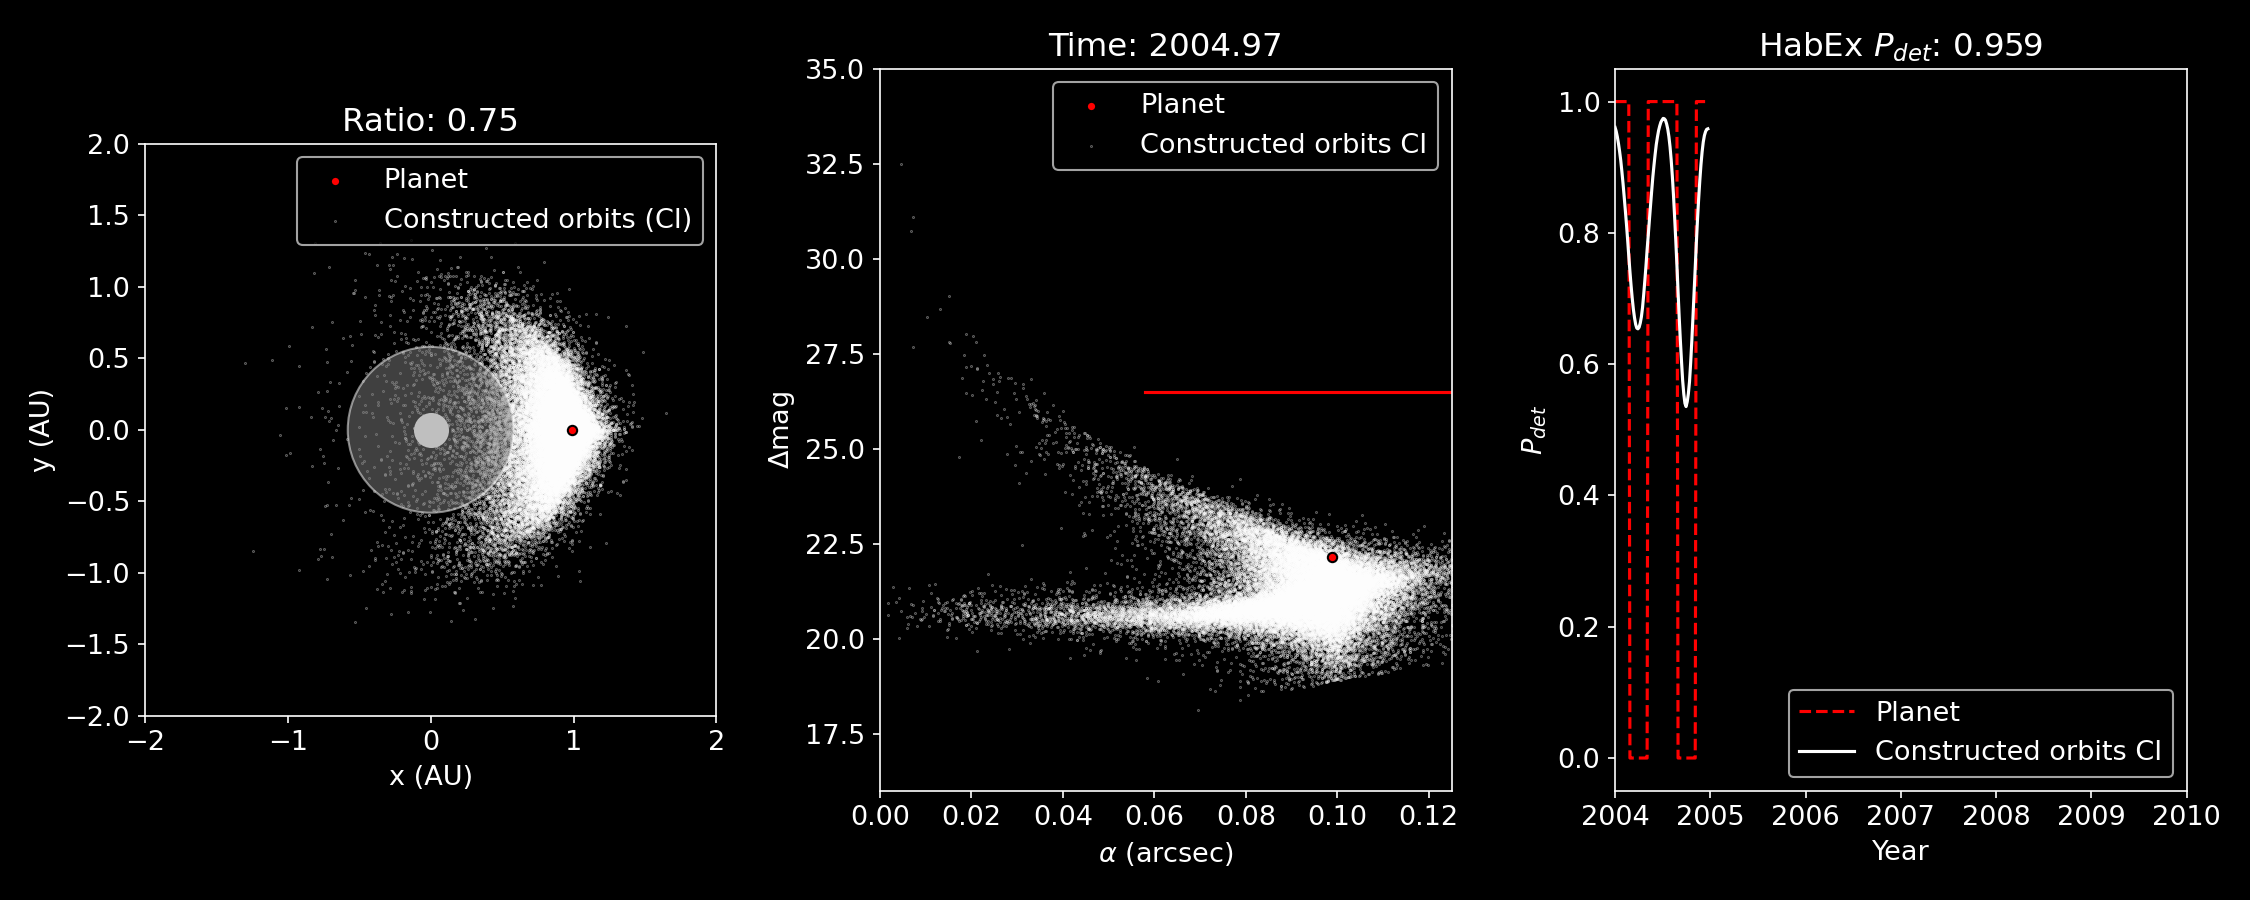 Ratio: 0.75
Planet
Constructed orbits (CI)
2.0
1.5
1.0
0.5
0.0
−0.5
−1.0
−1.5
−2.0
−2
−1
0
1
2
x (AU)
y (AU)
Time: 2004.97
Planet
Constructed orbits CI
35.0
32.5
30.0
27.5
25.0
22.5
20.0
17.5
0.00
0.02
0.04
0.06
0.08
0.10
0.12
α (arcsec)
Δmag
HabEx P_det: 0.959
1.0
0.8
0.6
0.4
0.2
0.0
Planet
Constructed orbits CI
2004
2005
2006
2007
2008
2009
2010
Year
P_det